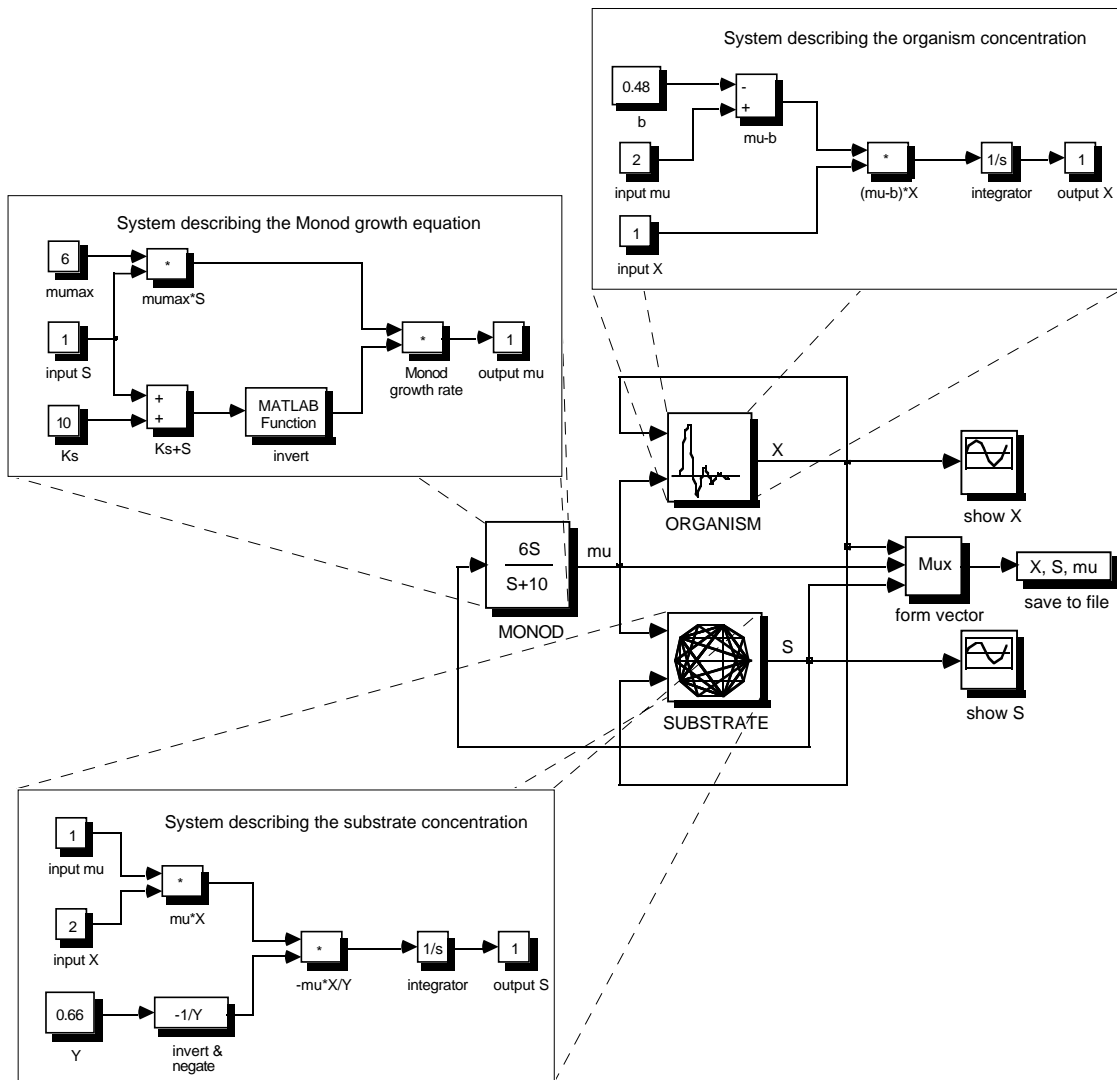 System describing the organism concentration
0.48
b
-
+
mu-b
2
input mu
1
input X
*
(mu-b)*X
1/s
integrator
1
output X
System describing the Monod growth equation
6
mumax
*
mumax*S
1
input S
10
Ks
+
+
Ks+S
MATLAB
Function
invert
*
Monod
growth rate
1
output mu
6S
S+10
MONOD
mu
ORGANISM
X
show X
Mux
form vector
X, S, mu
save to file
SUBSTRATE
S
show S
System describing the substrate concentration
1
input mu
2
input X
*
mu*X
0.66
Y
-1/Y
invert &
negate
*
-mu*X/Y
1/s
integrator
1
output S